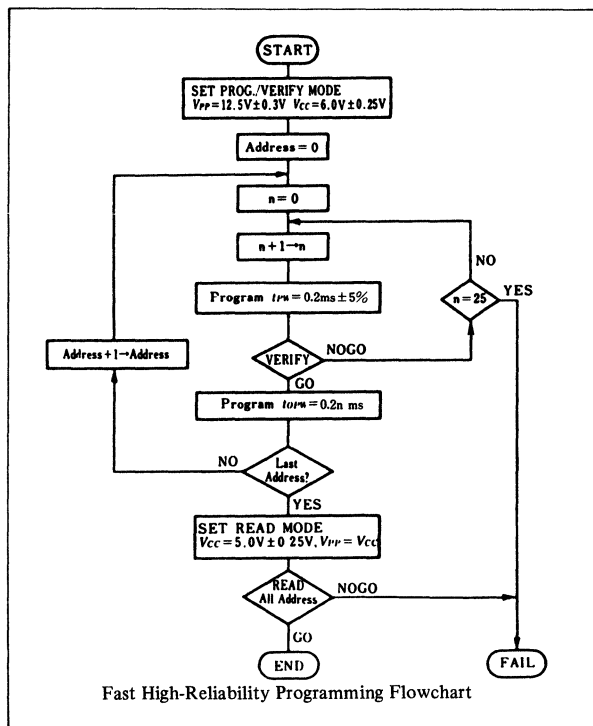 START
SET PROG./VERIFY MODE
VPP=12.5V±0.3V VCC=6.0V±0.25V
Address=0
n=0
n+1→n
NO
YES
Program tPW=0.2ms±5%
n=25
Address+1→Address
VERIFY
NOGO
GO
Program tOPW=0.2n ms
NO
Last
Address?
YES
SET READ MODE
VCC=5.0V±0 25V, VPP=VCC
READ
All Address
NOGO
GO
END
FAIL
Fast High-Reliability Programming Flowchart